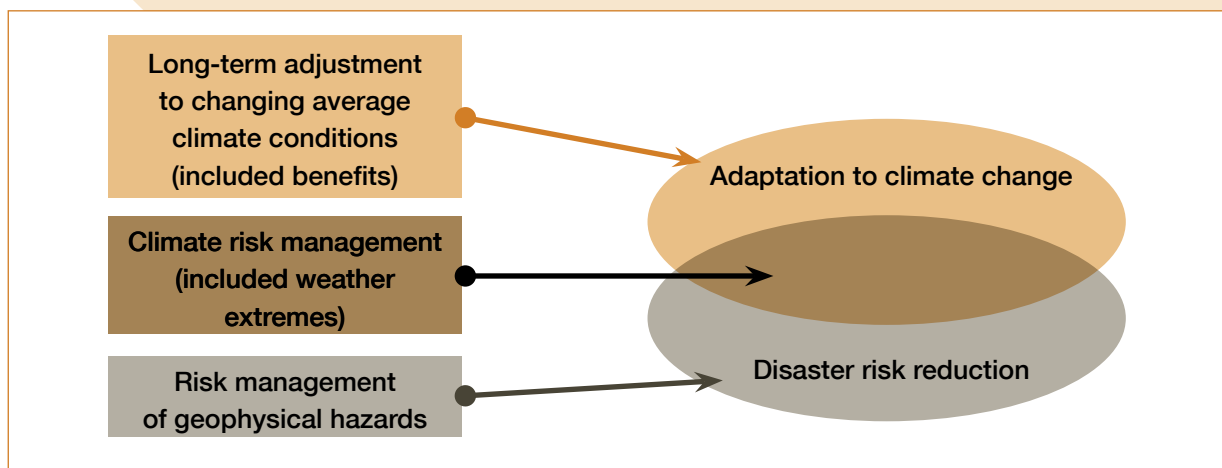 Long-term adjustment
to changing average
climate conditions
(included benefits)
Climate risk management
(included weather
extremes)
Risk management
of geophysical hazards
Adaptation to climate change
Disaster risk reduction